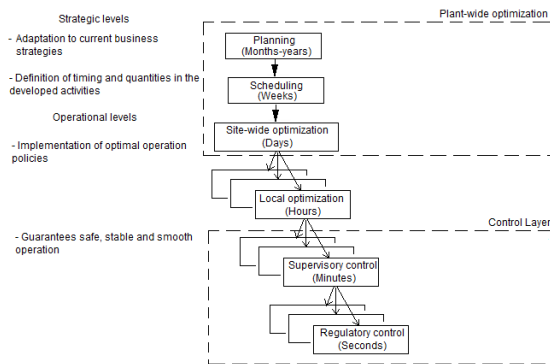 Strategic levels
- Adaptation to current business
strategies
- Definition of timing and quantities in the
developed activities
Operational levels
- Implementation of optimal operation
policies
- Guarantees safe, stable and smooth
operation
Plant-wide optimization
Planning
(Months-years)
Scheduling
(Weeks)
Site-wide optimization
(Days)
Local optimization
(Hours)
Control Layer
Supervisory control
(Minutes)
Regulatory control
(Seconds)